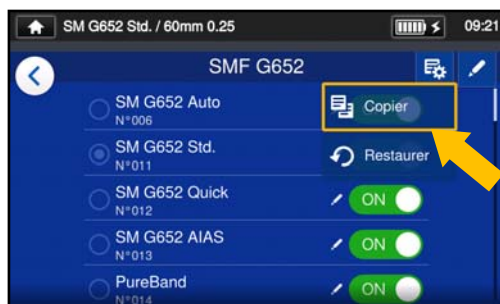 SM G652 Std. / 60mm 0.25
09:21
SMF G652
SM G652 Auto
N°006
Copier
SM G652 Std.
N°011
Restaurer
SM G652 Quick
N°012
ON
SM G652 AIAS
N°013
ON
PureBand
N°014
ON